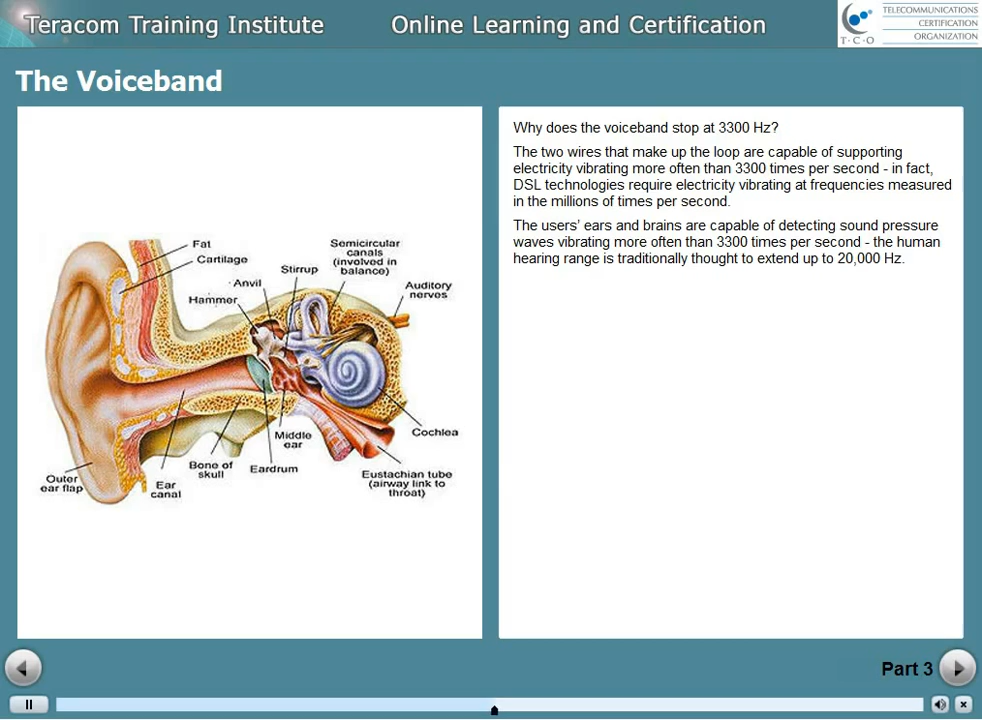 Teracom Training Institute
Online Learning and Certification
TELECOMMUNICATIONS
CERTIFICATION
ORGANIZATION
T·C·O
The Voiceband
Why does the voiceband stop at 3300 Hz?
The two wires that make up the loop are capable of supporting
electricity vibrating more often than 3300 times per second - in fact,
DSL technologies require electricity vibrating at frequencies measured
in the millions of times per second.
The users’ ears and brains are capable of detecting sound pressure
waves vibrating more often than 3300 times per second - the human
hearing range is traditionally thought to extend up to 20,000 Hz.
Fat
Cartilage
Semicircular
canals
(involved in
balance)
Stirrup
Anvil
Hammer
Auditory
nerves
Cochlea
Middle
ear
Eardrum
Bone of
skull
Eustachian tube
(airway link to
throat)
Outer
ear flap
Ear
canal
Part 3